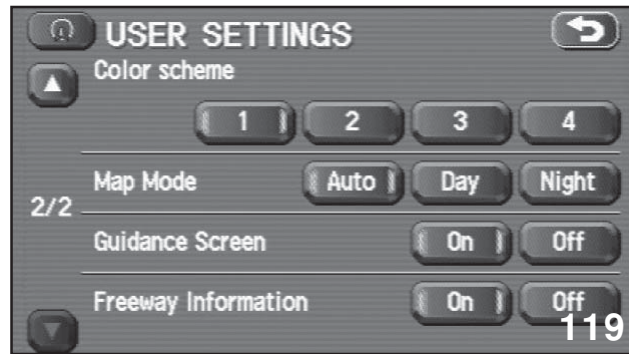 USER SETTINGS
Color scheme
1 2 3 4
Map Mode Auto Day Night
2/2
Guidance Screen On Off
Freeway Information On Off
119